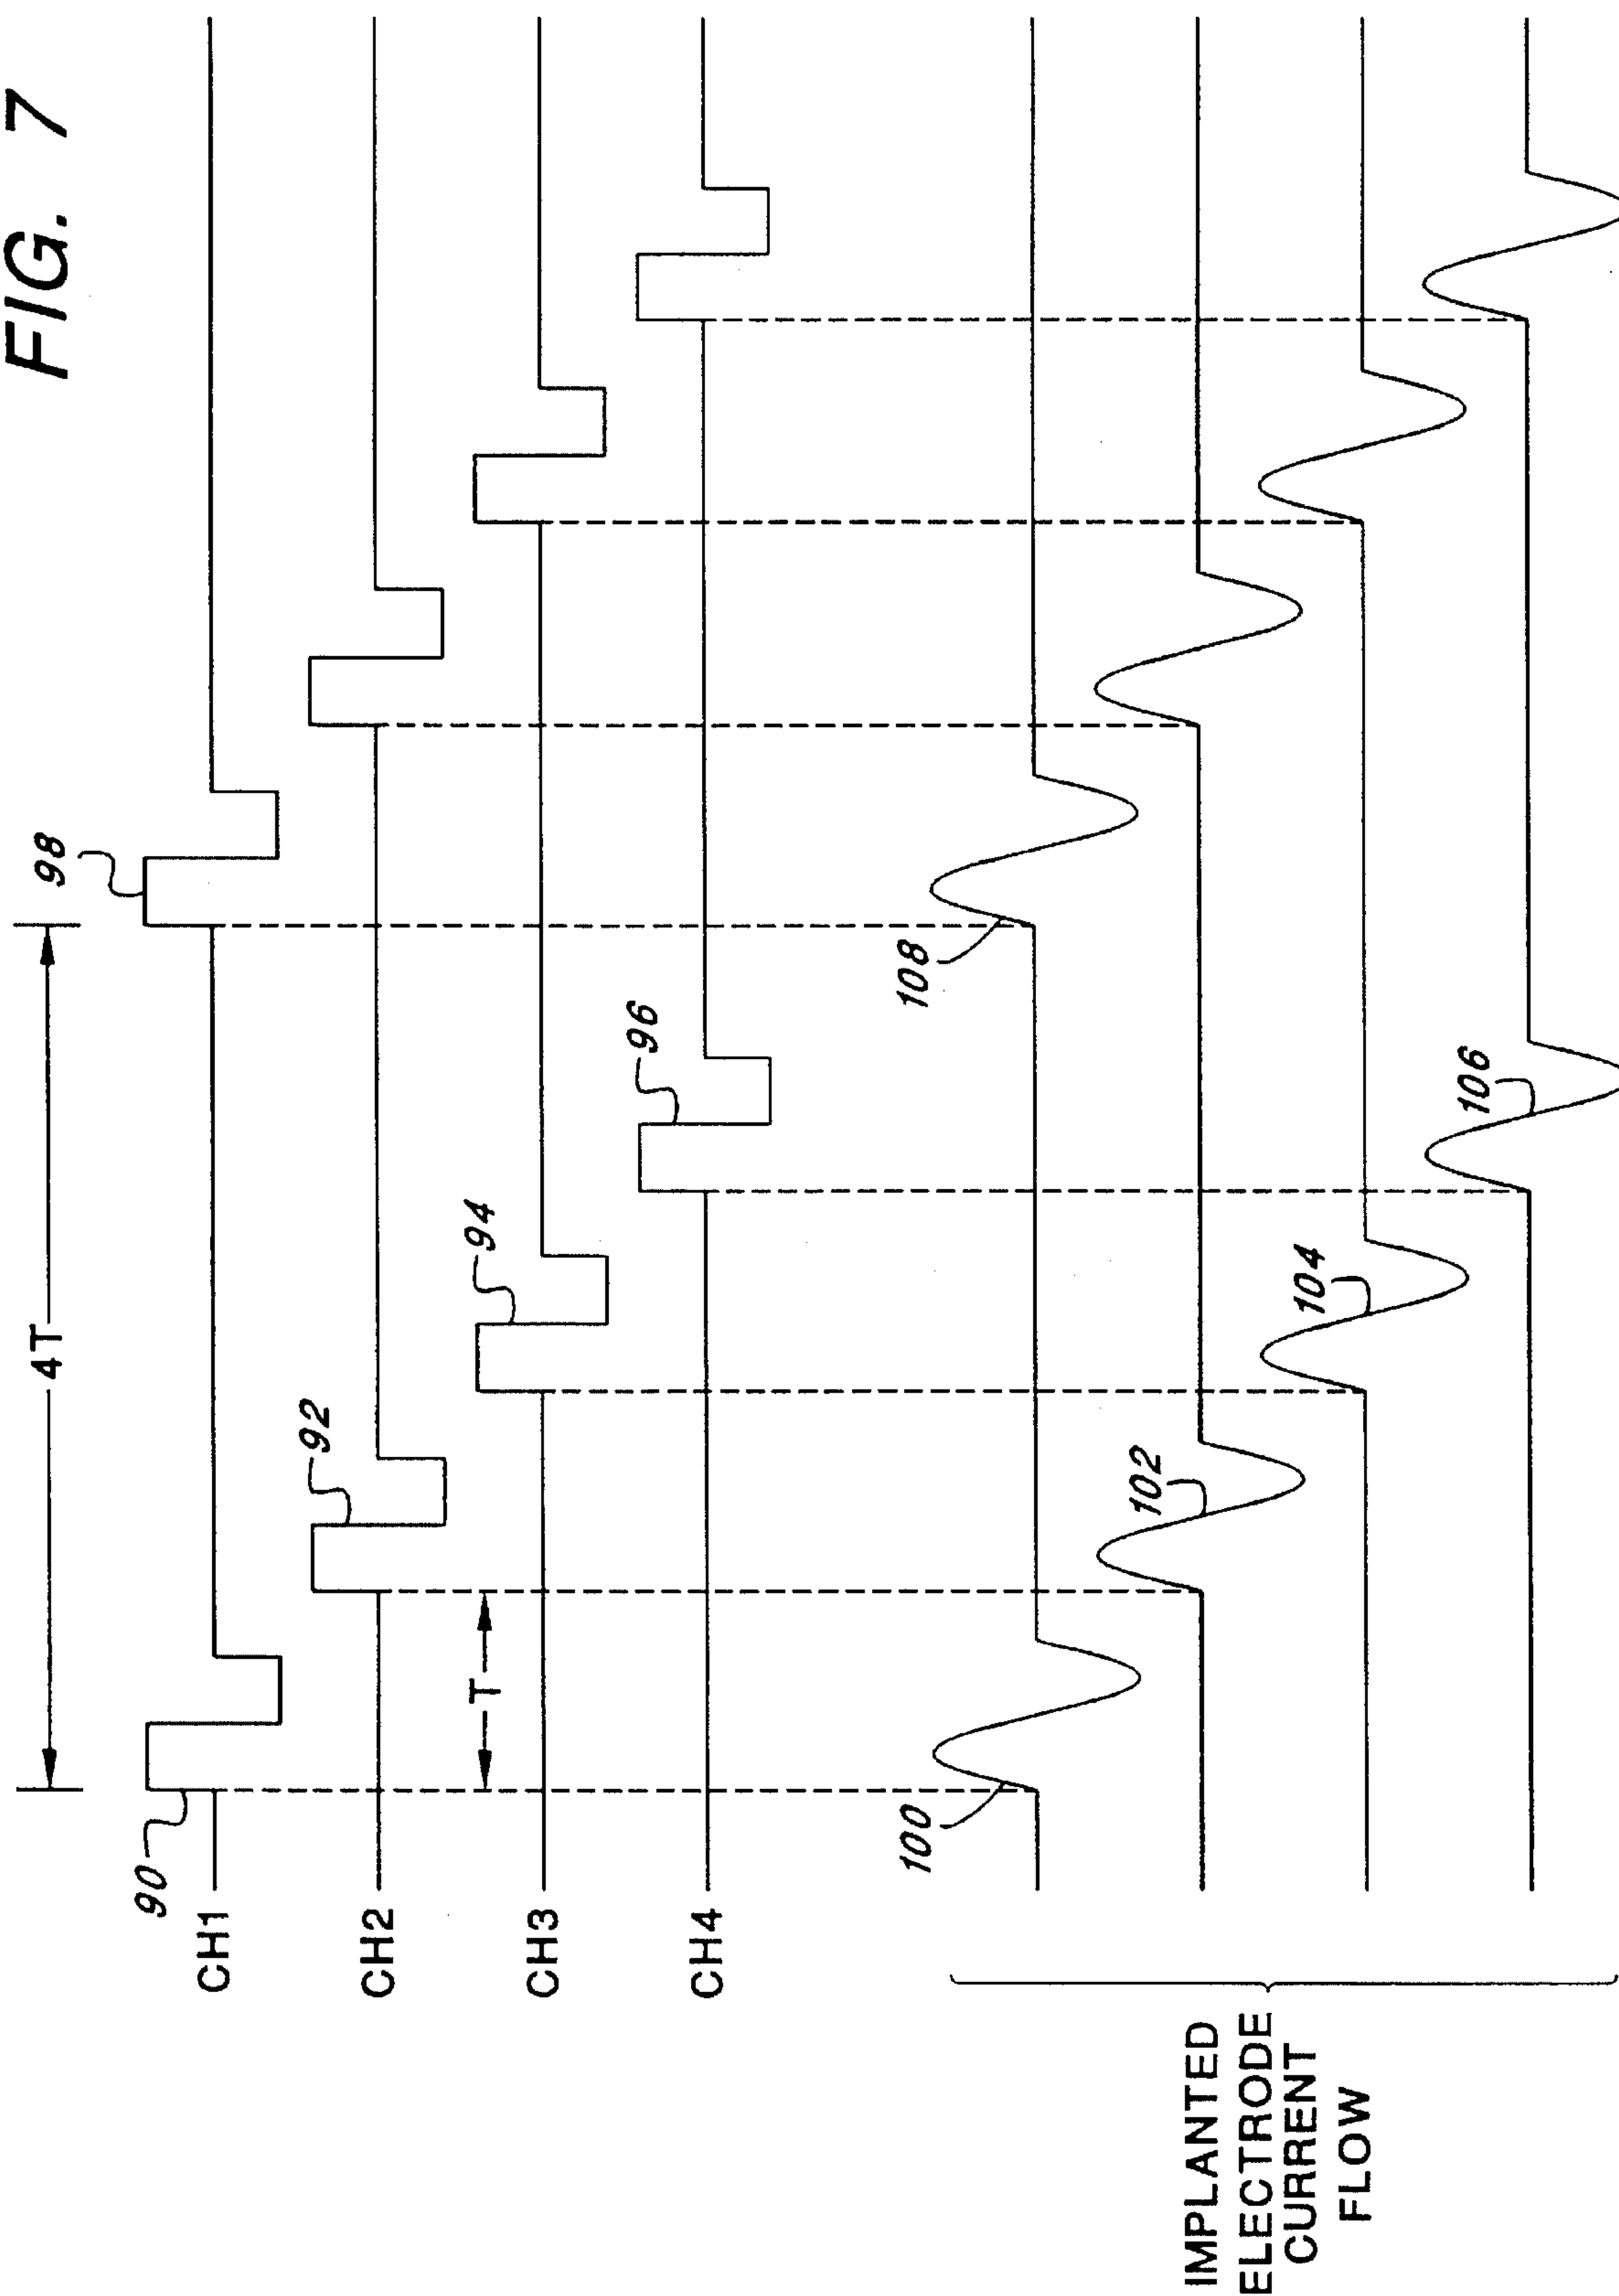 FIG. 7
4T
90
98
CH1
92
CH2
94
T
CH3
96
CH4
100
108
102
104
106
IMPLANTED
ELECTRODE
CURRENT
FLOW